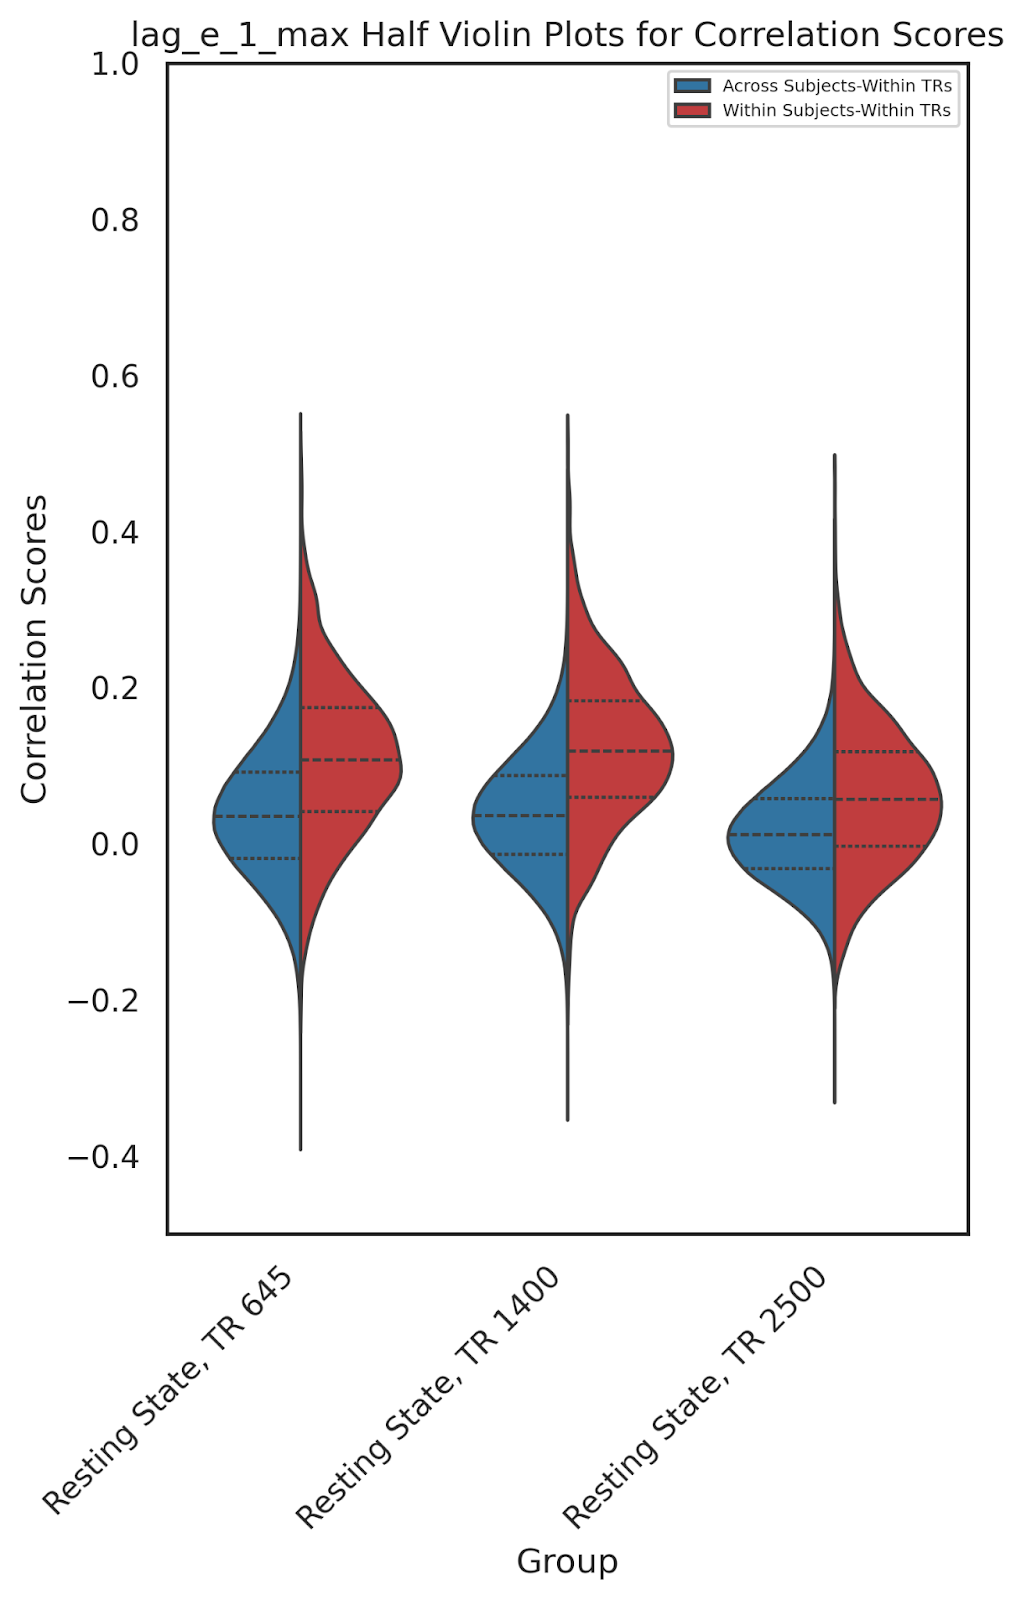 lag_e_1_max Half Violin Plots for Correlation Scores
Across Subjects-Within TRs
Within Subjects-Within TRs
1.0
0.8
0.6
0.4
0.2
0.0
−0.2
−0.4
Correlation Scores
Resting State, TR 645
Resting State, TR 1400
Resting State, TR 2500
Group